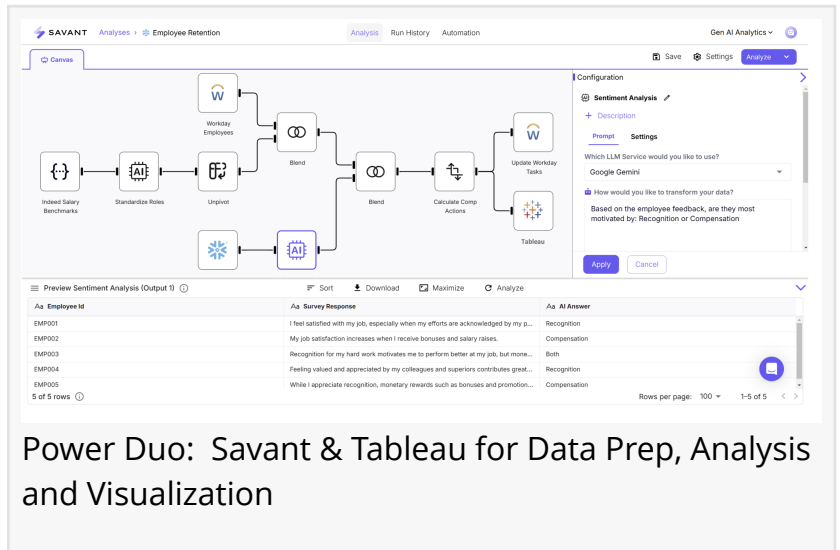 SAVANT Analyses › Employee Retention Analysis Run History Automation Gen AI Analytics
Canvas Save Settings Analyze
Configuration
Sentiment Analysis
+ Description
Prompt Settings
Which LLM Service would you like to use?
Google Gemini
How would you like to transform your data?
Based on the employee feedback, are they most
motivated by: Recognition or Compensation
Apply Cancel
Workday
Employees
Blend
Indeed Salary
Benchmarks
Standardize Roles
Unpivot
Blend
Calculate Comp
Actions
Update Workday
Tasks
Tableau
AI
AI
Preview Sentiment Analysis (Output 1) Sort Download Maximize Analyze
Aa Employee Id Aa Survey Response Aa AI Answer
EMP001 I feel satisfied with my job, especially when my efforts are acknowledged by my p... Recognition
EMP002 My job satisfaction increases when I receive bonuses and salary raises. Compensation
EMP003 Recognition for my hard work motivates me to perform better at my job, but mone... Both
EMP004 Feeling valued and appreciated by my colleagues and superiors contributes great... Recognition
EMP005 While I appreciate recognition, monetary rewards such as bonuses and promotion... Compensation
5 of 5 rows Rows per page: 100 1–5 of 5
Power Duo: Savant & Tableau for Data Prep, Analysis
and Visualization